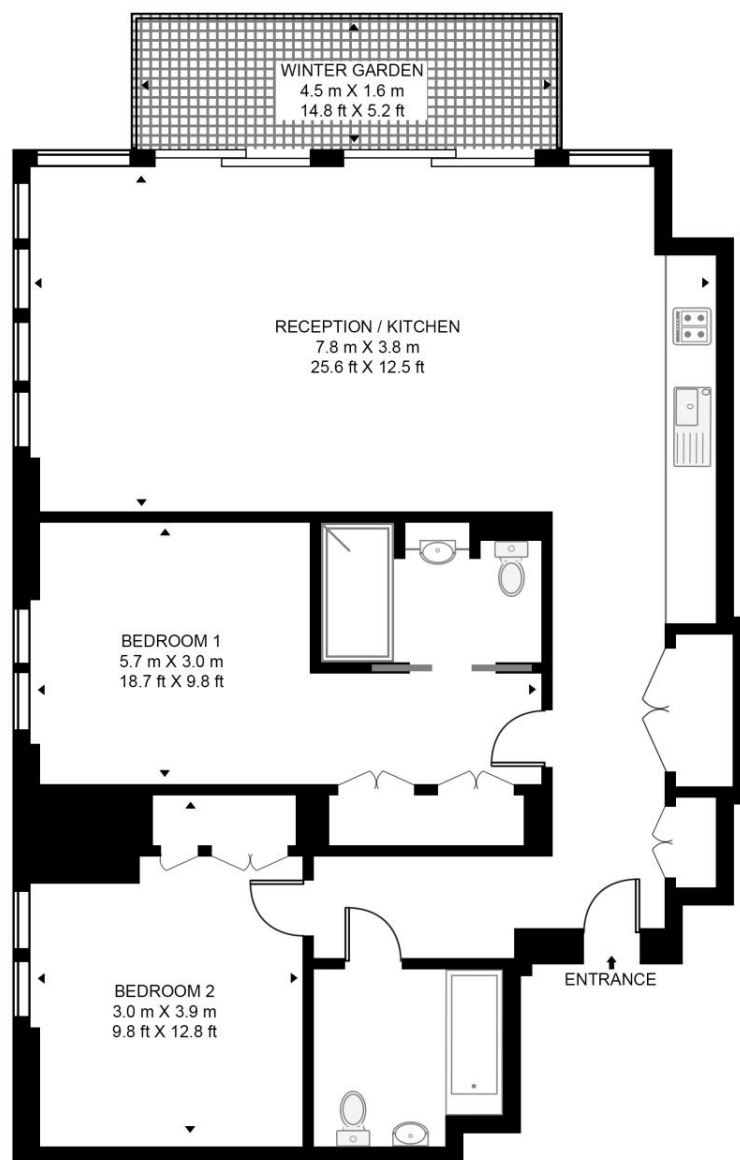 WINTER GARDEN
4.5 m X 1.6 m
14.8 ft X 5.2 ft
RECEPTION / KITCHEN
7.8 m X 3.8 m
25.6 ft X 12.5 ft
BEDROOM 1
5.7 m X 3.0 m
18.7 ft X 9.8 ft
ENTRANCE
BEDROOM 2
3.0 m X 3.9 m
9.8 ft X 12.8 ft